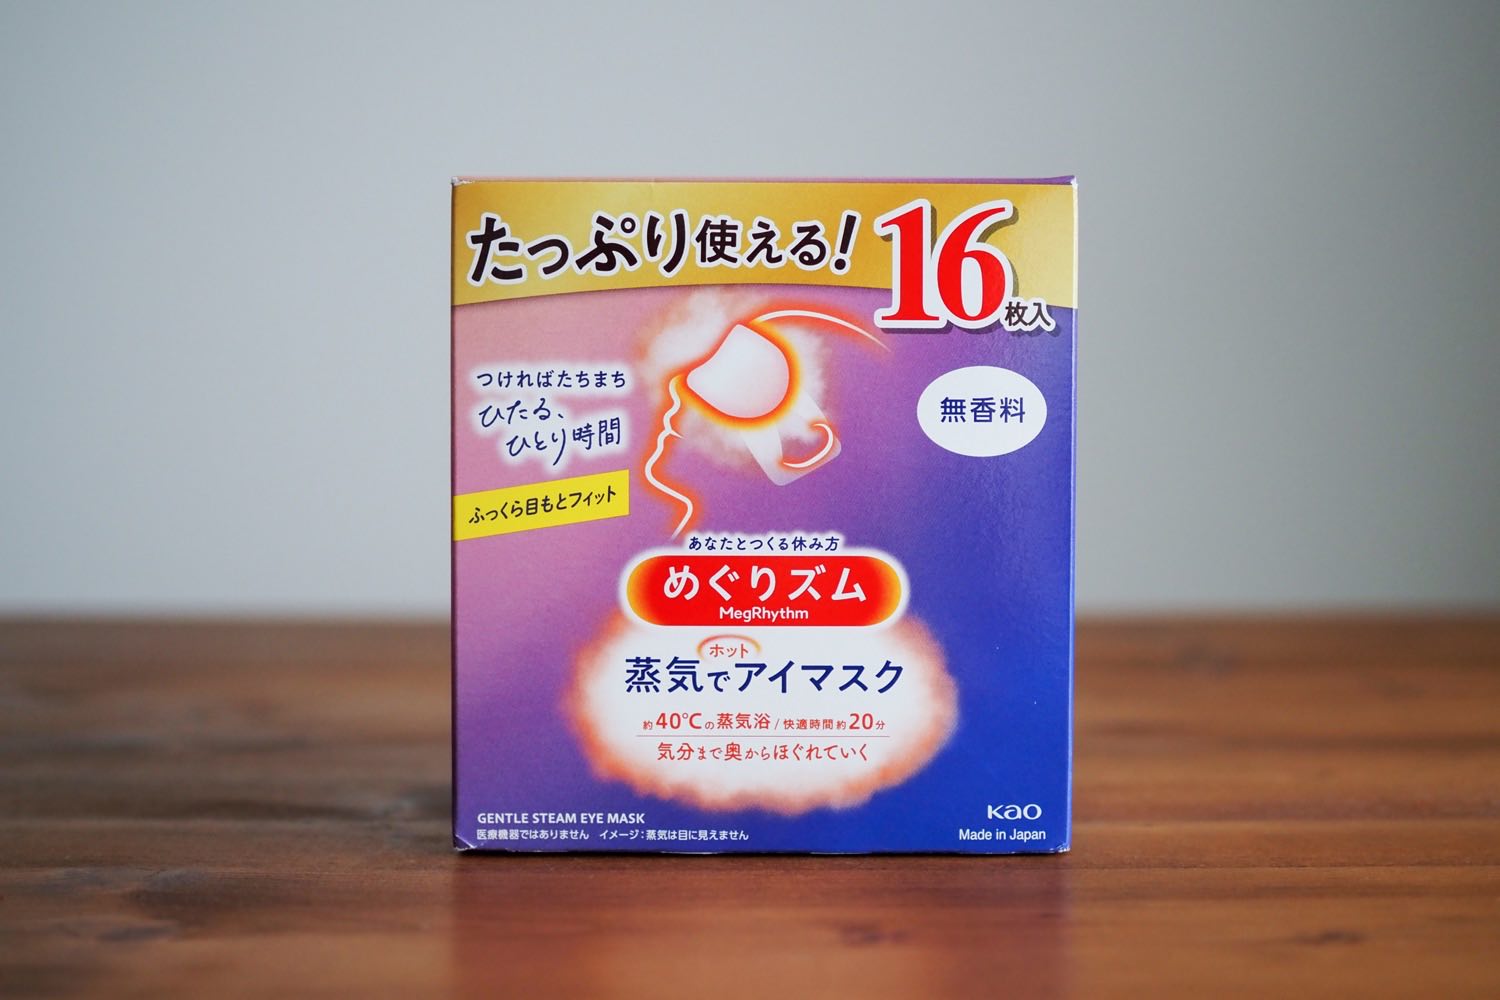 たっぷり使える!
16枚入
つければたちまち
ひたる、
ひとり時間
無香料
ふっくら目もとフィット
あなたとつくる休み方
めぐりズム
MegRhythm
ホット
蒸気でアイマスク
約40℃の蒸気浴/快適時間約20分
気分まで奥からほぐれていく
GENTLE STEAM EYE MASK
医療機器ではありません イメージ:蒸気は目に見えません
Kao
Made in Japan